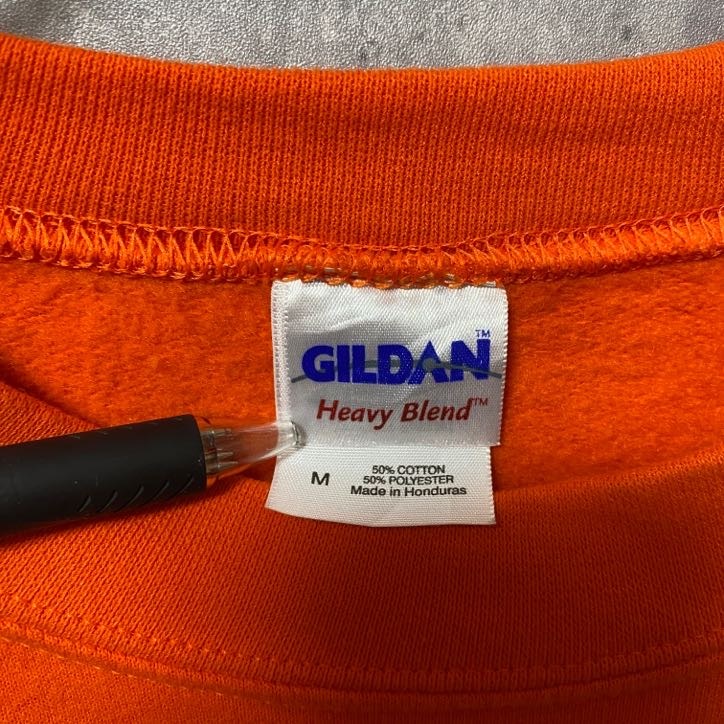 GILDAN™
Heavy Blend™
M
50% COTTON
50% POLYESTER
Made in Honduras